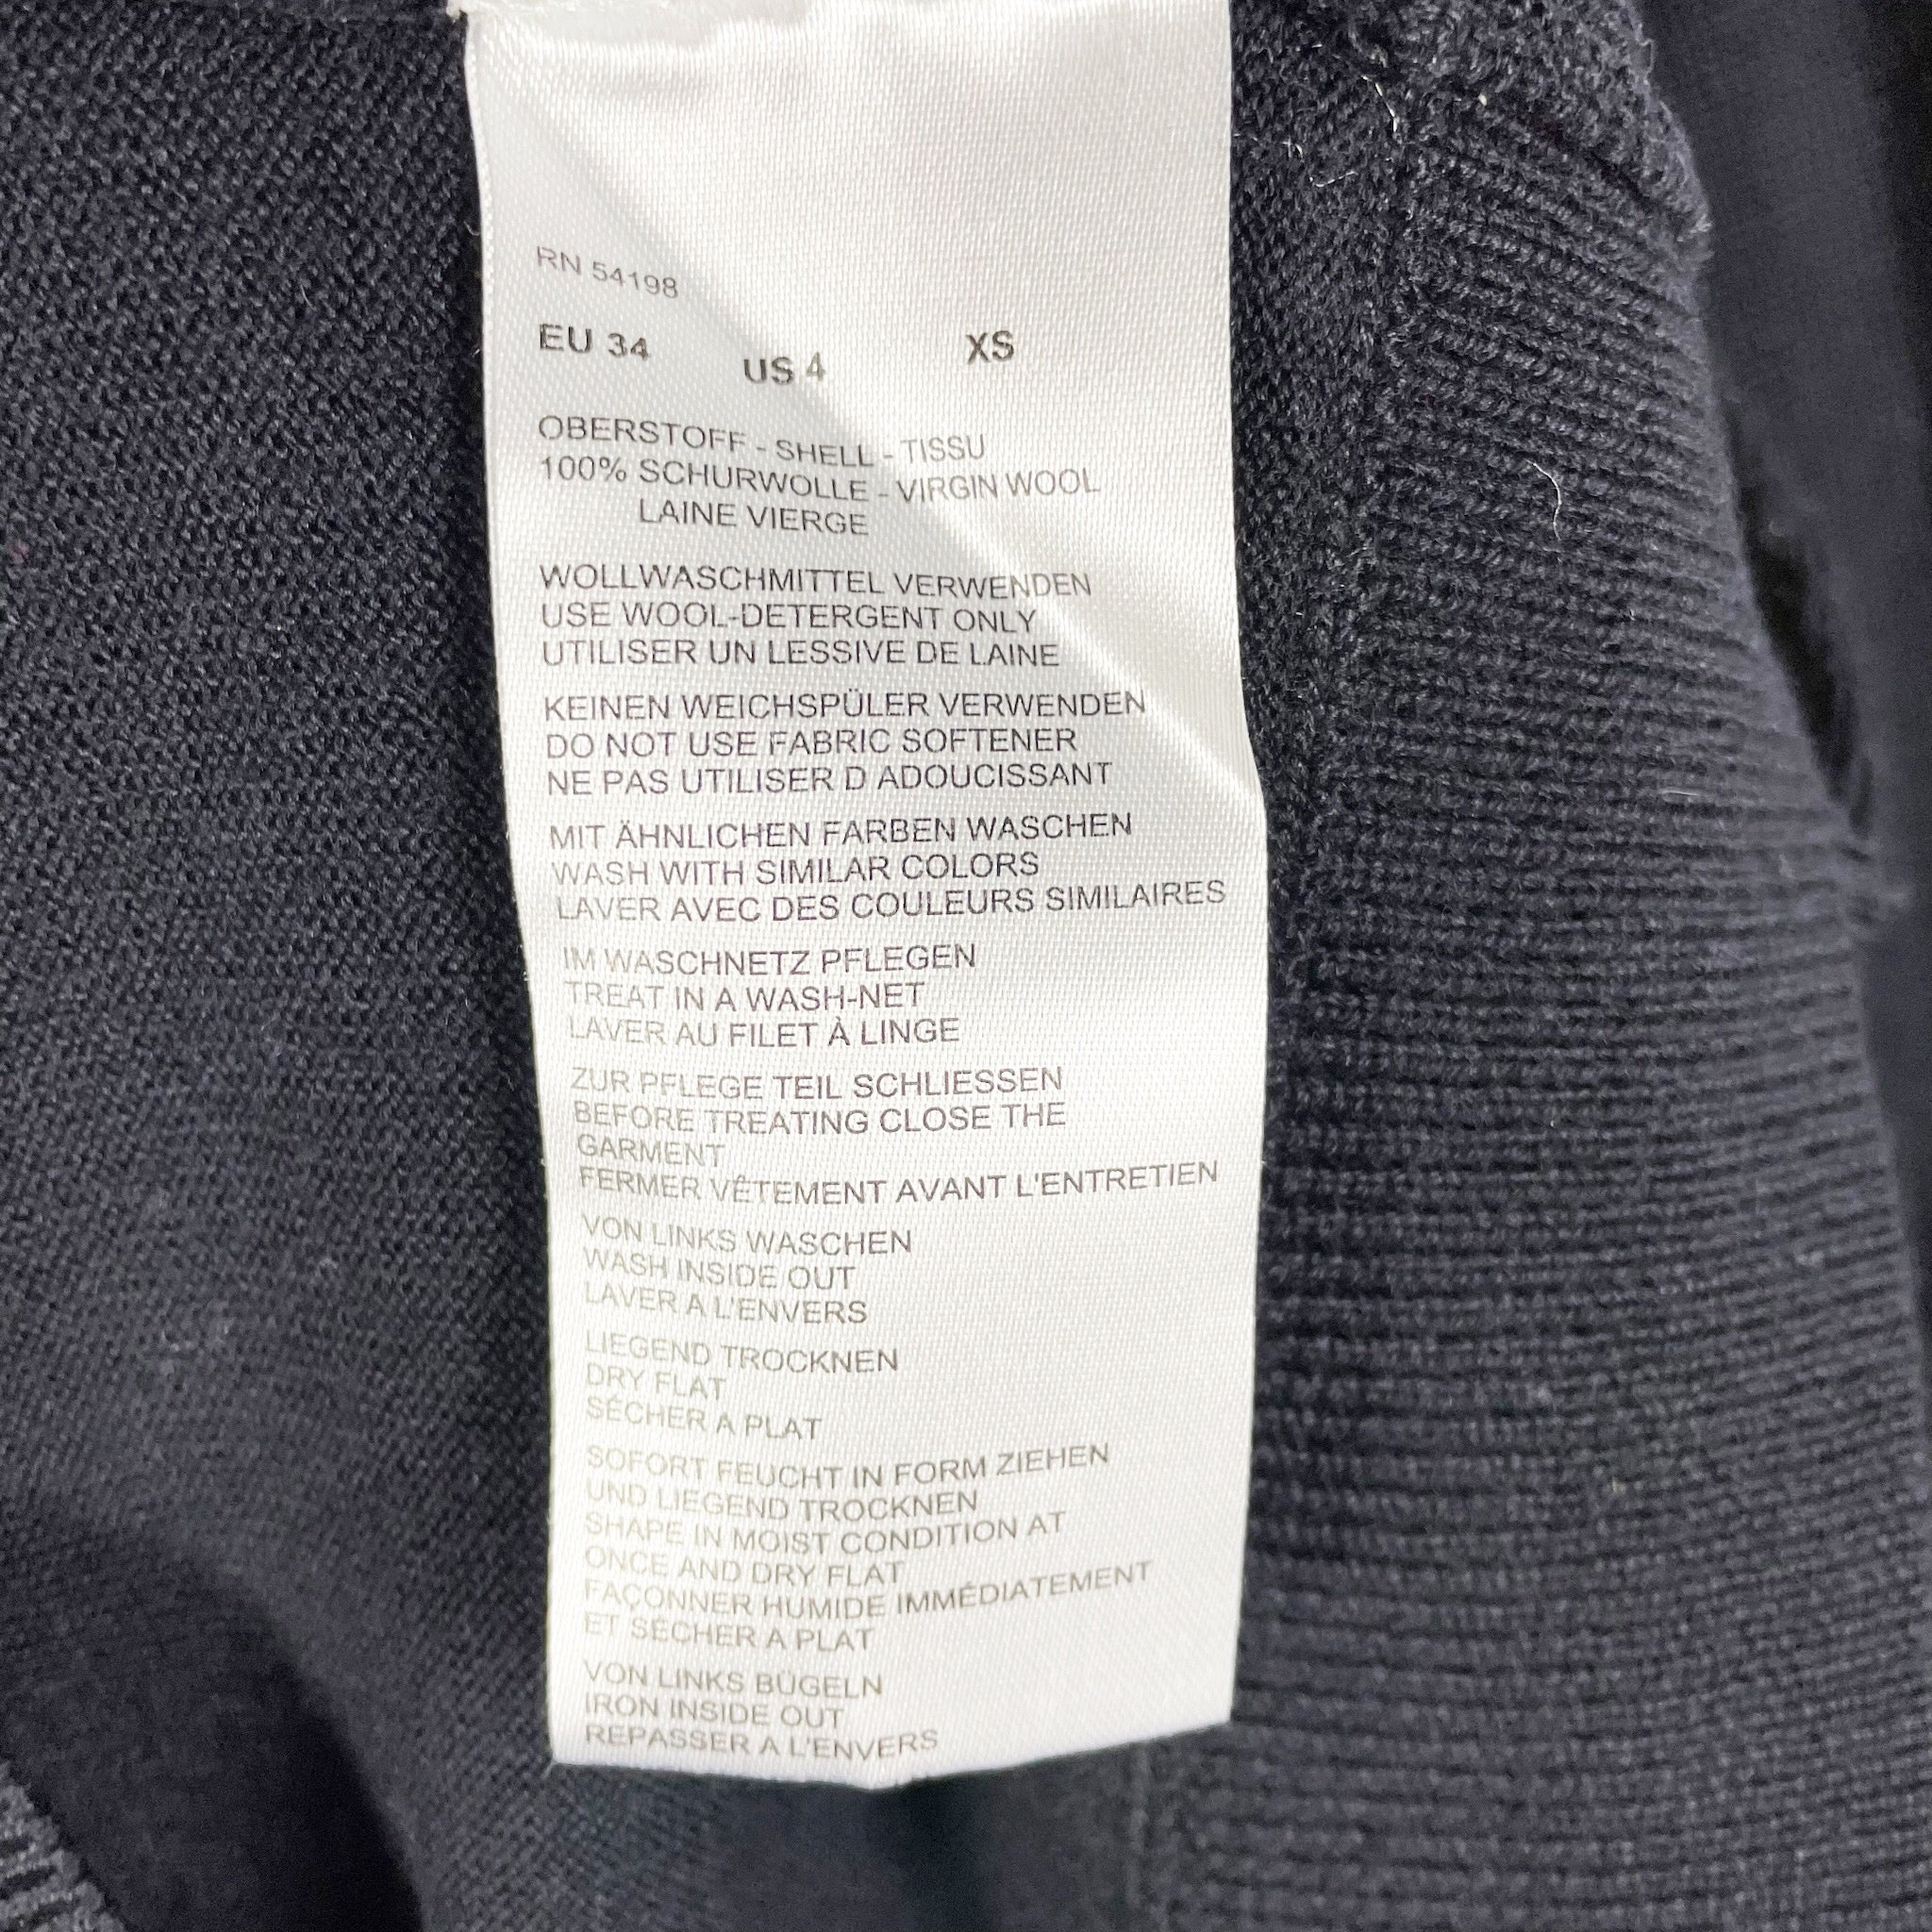 RN 54198
EU 34 US 4 XS
OBERSTOFF - SHELL - TISSU
100% SCHURWOLLE - VIRGIN WOOL
LAINE VIERGE
WOLLWASCHMITTEL VERWENDEN
USE WOOL-DETERGENT ONLY
UTILISER UN LESSIVE DE LAINE
KEINEN WEICHSPÜLER VERWENDEN
DO NOT USE FABRIC SOFTENER
NE PAS UTILISER D ADOUCISSANT
MIT ÄHNLICHEN FARBEN WASCHEN
WASH WITH SIMILAR COLORS
LAVER AVEC DES COULEURS SIMILAIRES
IM WASCHNETZ PFLEGEN
TREAT IN A WASH-NET
LAVER AU FILET À LINGE
ZUR PFLEGE TEIL SCHLIESSEN
BEFORE TREATING CLOSE THE
GARMENT
FERMER VÊTEMENT AVANT L'ENTRETIEN
VON LINKS WASCHEN
WASH INSIDE OUT
LAVER A L'ENVERS
LIEGEND TROCKNEN
DRY FLAT
SÉCHER A PLAT
SOFORT FEUCHT IN FORM ZIEHEN
UND LIEGEND TROCKNEN
SHAPE IN MOIST CONDITION AT
ONCE AND DRY FLAT
FAÇONNER HUMIDE IMMÉDIATEMENT
ET SÉCHER A PLAT
VON LINKS BÜGELN
IRON INSIDE OUT
REPASSER A L'ENVERS